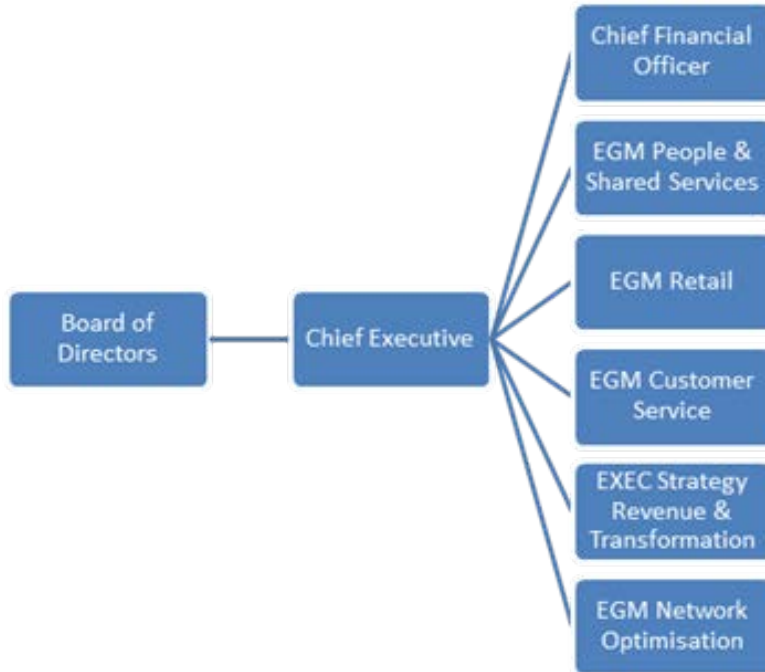 Board of
Directors
Chief Executive
Chief Financial
Officer
EGM People &
Shared Services
EGM Retail
EGM Customer
Service
EXEC Strategy
Revenue &
Transformation
EGM Network
Optimisation